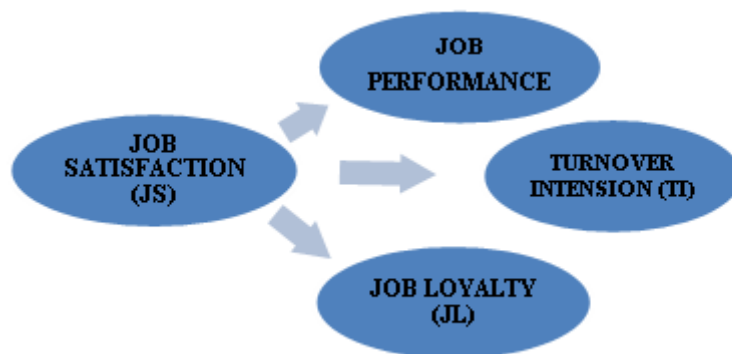 JOB
PERFORMANCE
JOB
SATISFACTION
(JS)
TURNOVER
INTENSION (TI)
JOB LOYALTY
(JL)